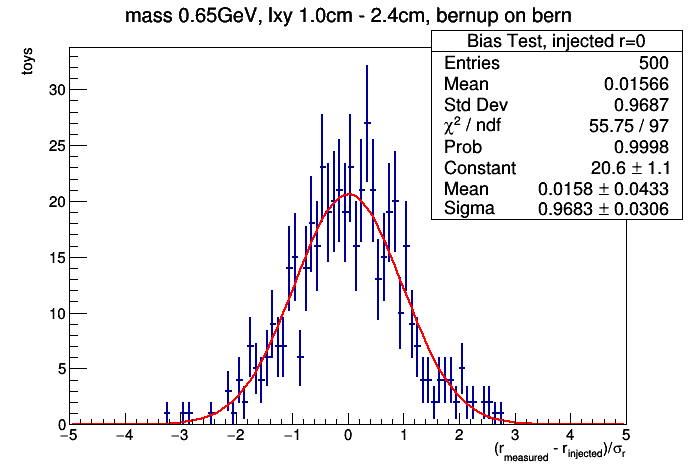 mass 0.65GeV, lxy 1.0cm - 2.4cm, bernup on bern
Bias Test, injected r=0
Entries 500
Mean 0.01566
Std Dev 0.9687
χ² / ndf 55.75 / 97
Prob 0.9998
Constant 20.6 ± 1.1
Mean 0.0158 ± 0.0433
Sigma 0.9683 ± 0.0306
toys
30
25
20
15
10
5
0
−5 −4 −3 −2 −1 0 1 2 3 4 5
(r_measured - r_injected)/σ_r